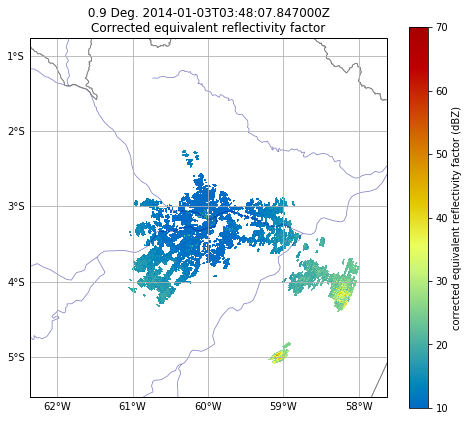 0.9 Deg. 2014-01-03T03:48:07.847000Z
Corrected equivalent reflectivity factor
1°S
2°S
3°S
4°S
5°S
62°W
61°W
60°W
59°W
58°W
70
60
50
40
30
20
10
corrected equivalent reflectivity factor (dBZ)